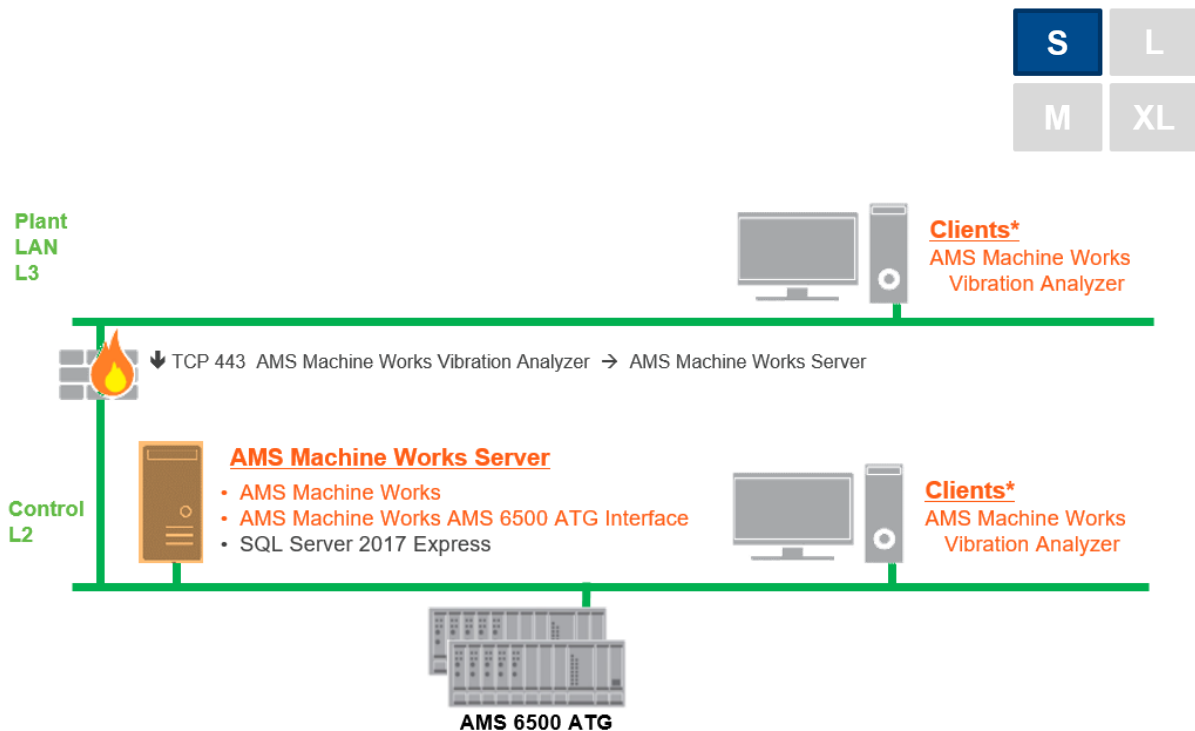 S L
M XL
Plant
LAN
L3
Clients*
AMS Machine Works
Vibration Analyzer
🡻 TCP 443 AMS Machine Works Vibration Analyzer → AMS Machine Works Server
AMS Machine Works Server
• AMS Machine Works
• AMS Machine Works AMS 6500 ATG Interface
• SQL Server 2017 Express
Control
L2
Clients*
AMS Machine Works
Vibration Analyzer
AMS 6500 ATG